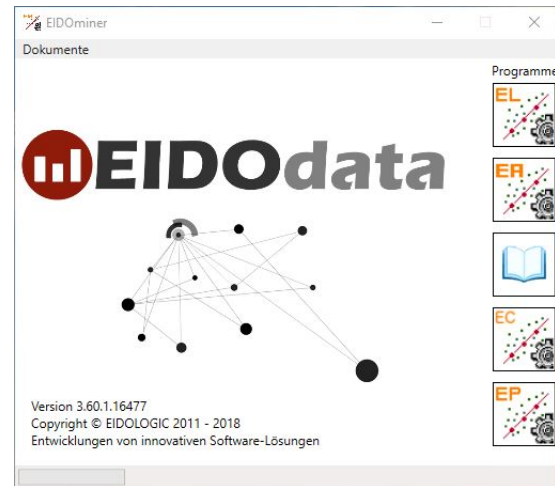 EIDOminer
Dokumente
Programme
EL
EIDOdata
EA
EC
EP
Version 3.60.1.16477
Copyright © EIDOLOGIC 2011 - 2018
Entwicklungen von innovativen Software-Lösungen